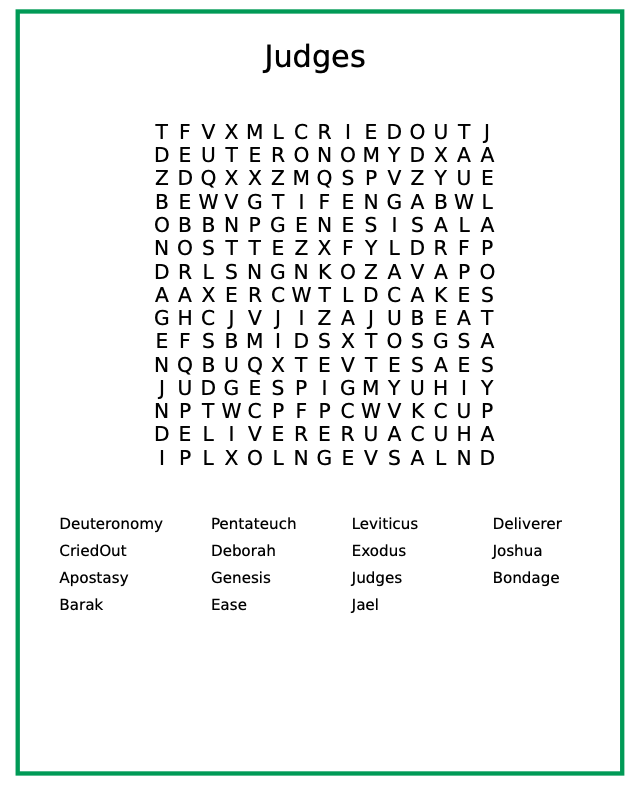 Judges
T F V X M L C R I E D O U T J
D E U T E R O N O M Y D X A A
Z D Q X X Z M Q S P V Z Y U E
B E W V G T I F E N G A B W L
O B B N P G E N E S I S A L A
N O S T T E Z X F Y L D R F P
D R L S N G N K O Z A V A P O
A A X E R C W T L D C A K E S
G H C J V J I Z A J U B E A T
E F S B M I D S X T O S G S A
N Q B U Q X T E V T E S A E S
J U D G E S P I G M Y U H I Y
N P T W C P F P C W V K C U P
D E L I V E R E R U A C U H A
I P L X O L N G E V S A L N D
Deuteronomy Pentateuch Leviticus Deliverer
CriedOut Deborah Exodus Joshua
Apostasy Genesis Judges Bondage
Barak Ease Jael